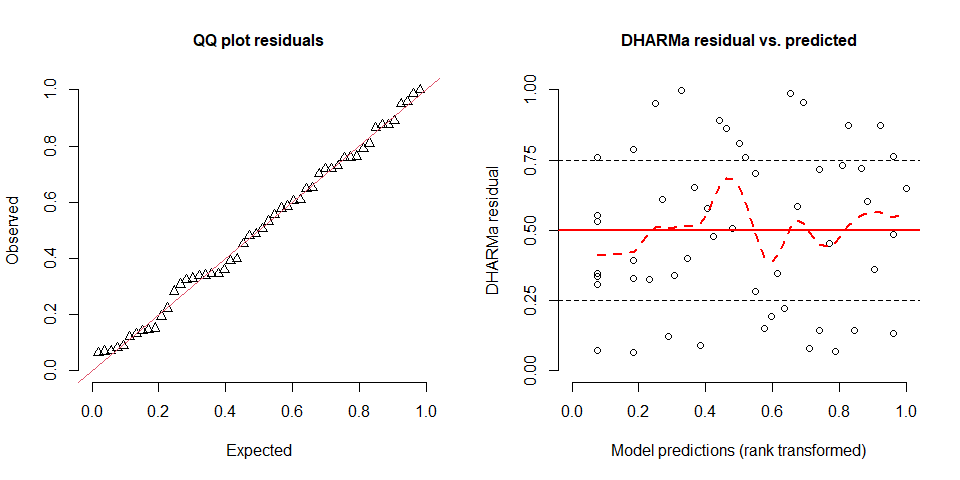 QQ plot residuals
Observed
0.0 0.2 0.4 0.6 0.8 1.0
0.0 0.2 0.4 0.6 0.8 1.0
Expected
DHARMa residual vs. predicted
DHARMa residual
0.00 0.25 0.50 0.75 1.00
0.0 0.2 0.4 0.6 0.8 1.0
Model predictions (rank transformed)